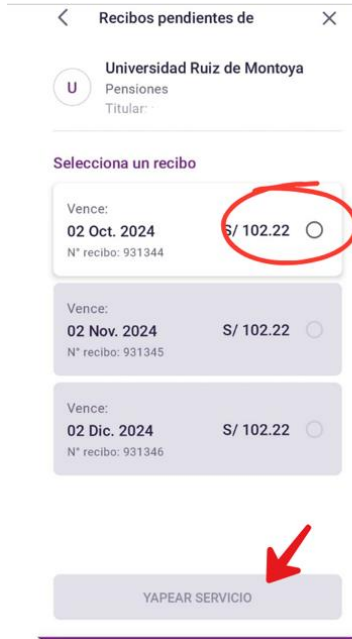 Recibos pendientes de
U
Universidad Ruiz de Montoya
Pensiones
Titular:
Selecciona un recibo
Vence:
02 Oct. 2024 S/ 102.22
N° recibo: 931344
Vence:
02 Nov. 2024 S/ 102.22
N° recibo: 931345
Vence:
02 Dic. 2024 S/ 102.22
N° recibo: 931346
YAPEAR SERVICIO